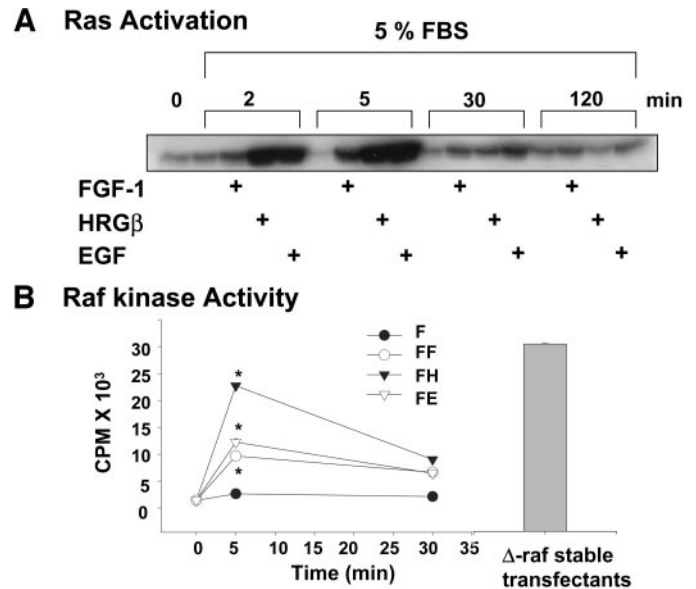 A Ras Activation
5 % FBS
0 2 5 30 120 min
FGF-1 + + + +
HRGβ + + + +
EGF + + + +
B Raf kinase Activity
F
FF
FH
FE
CPM X 10³
30
25
20
15
10
5
0
*
*
*
0 5 10 15 20 25 30 35
Time (min)
Δ-raf stable
transfectants